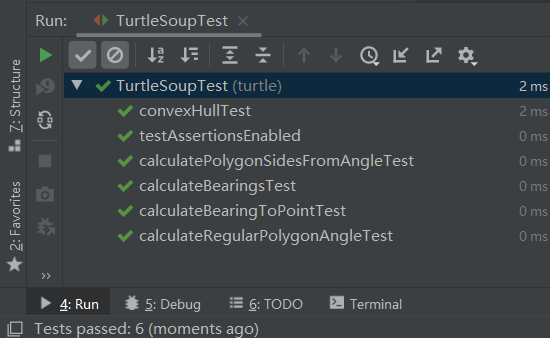 Run: TurtleSoupTest ×
TurtleSoupTest (turtle) 2 ms
convexHullTest 2 ms
testAssertionsEnabled 0 ms
calculatePolygonSidesFromAngleTest 0 ms
calculateBearingsTest 0 ms
calculateBearingToPointTest 0 ms
calculateRegularPolygonAngleTest 0 ms
7: Structure
2: Favorites
>>
4: Run 5: Debug 6: TODO Terminal
Tests passed: 6 (moments ago)